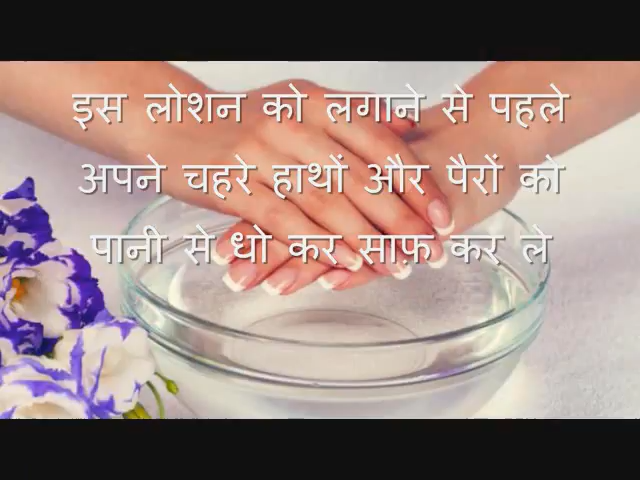 इस लोशन को लगाने से पहले
अपने चहरे हाथों और पैरों को
पानी से धो कर साफ़ कर ले